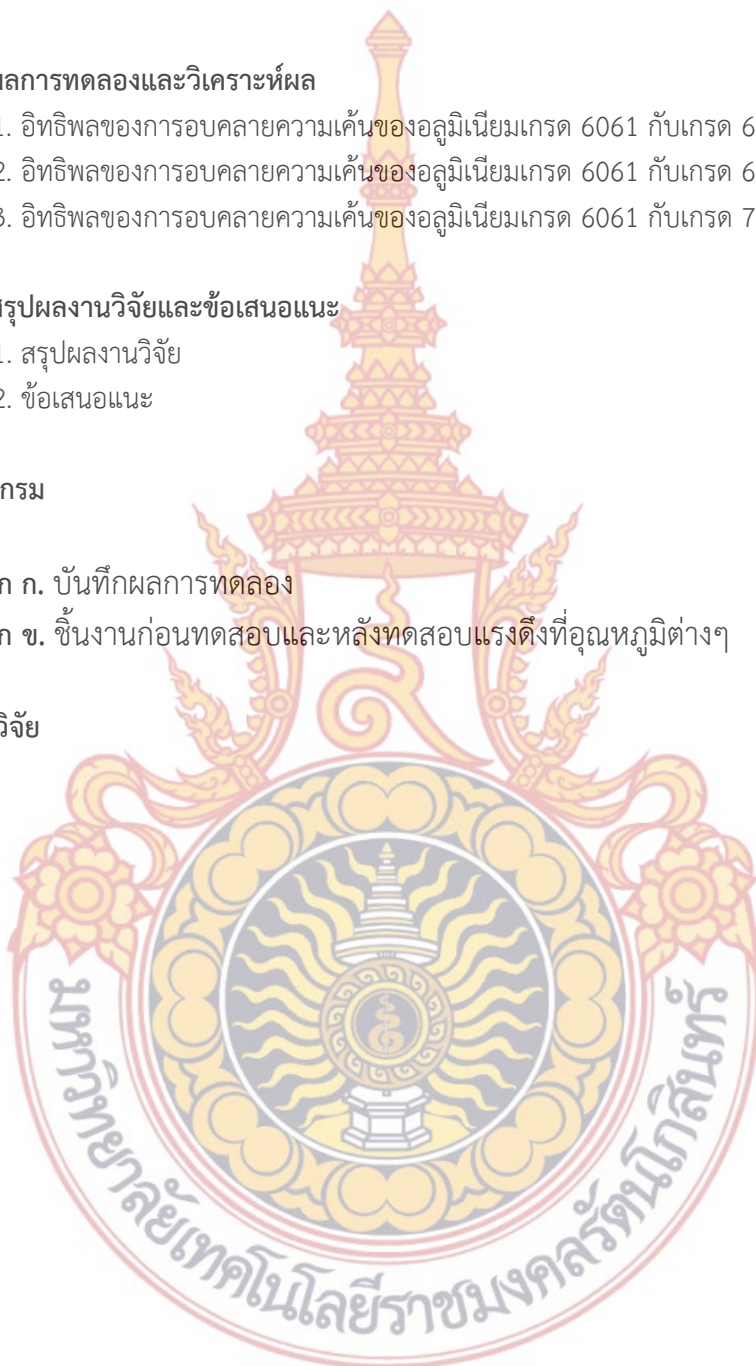 ผลการทดลองและวิเคราะห์ผล
1. อิทธิพลของการอบคลายความเค้นของอลูมิเนียมเกรด 6061 กับเกรด 6
2. อิทธิพลของการอบคลายความเค้นของอลูมิเนียมเกรด 6061 กับเกรด 6
3. อิทธิพลของการอบคลายความเค้นของอลูมิเนียมเกรด 6061 กับเกรด 7
สรุปผลงานวิจัยและข้อเสนอแนะ
1. สรุปผลงานวิจัย
2. ข้อเสนอแนะ
กรม
ก ก. บันทึกผลการทดลอง
ก ข. ชิ้นงานก่อนทดสอบและหลังทดสอบแรงดึงที่อุณหภูมิต่างๆ
วิจัย
มหาวิทยาลัยเทคโนโลยีราชมงคลรัตนโกสินทร์